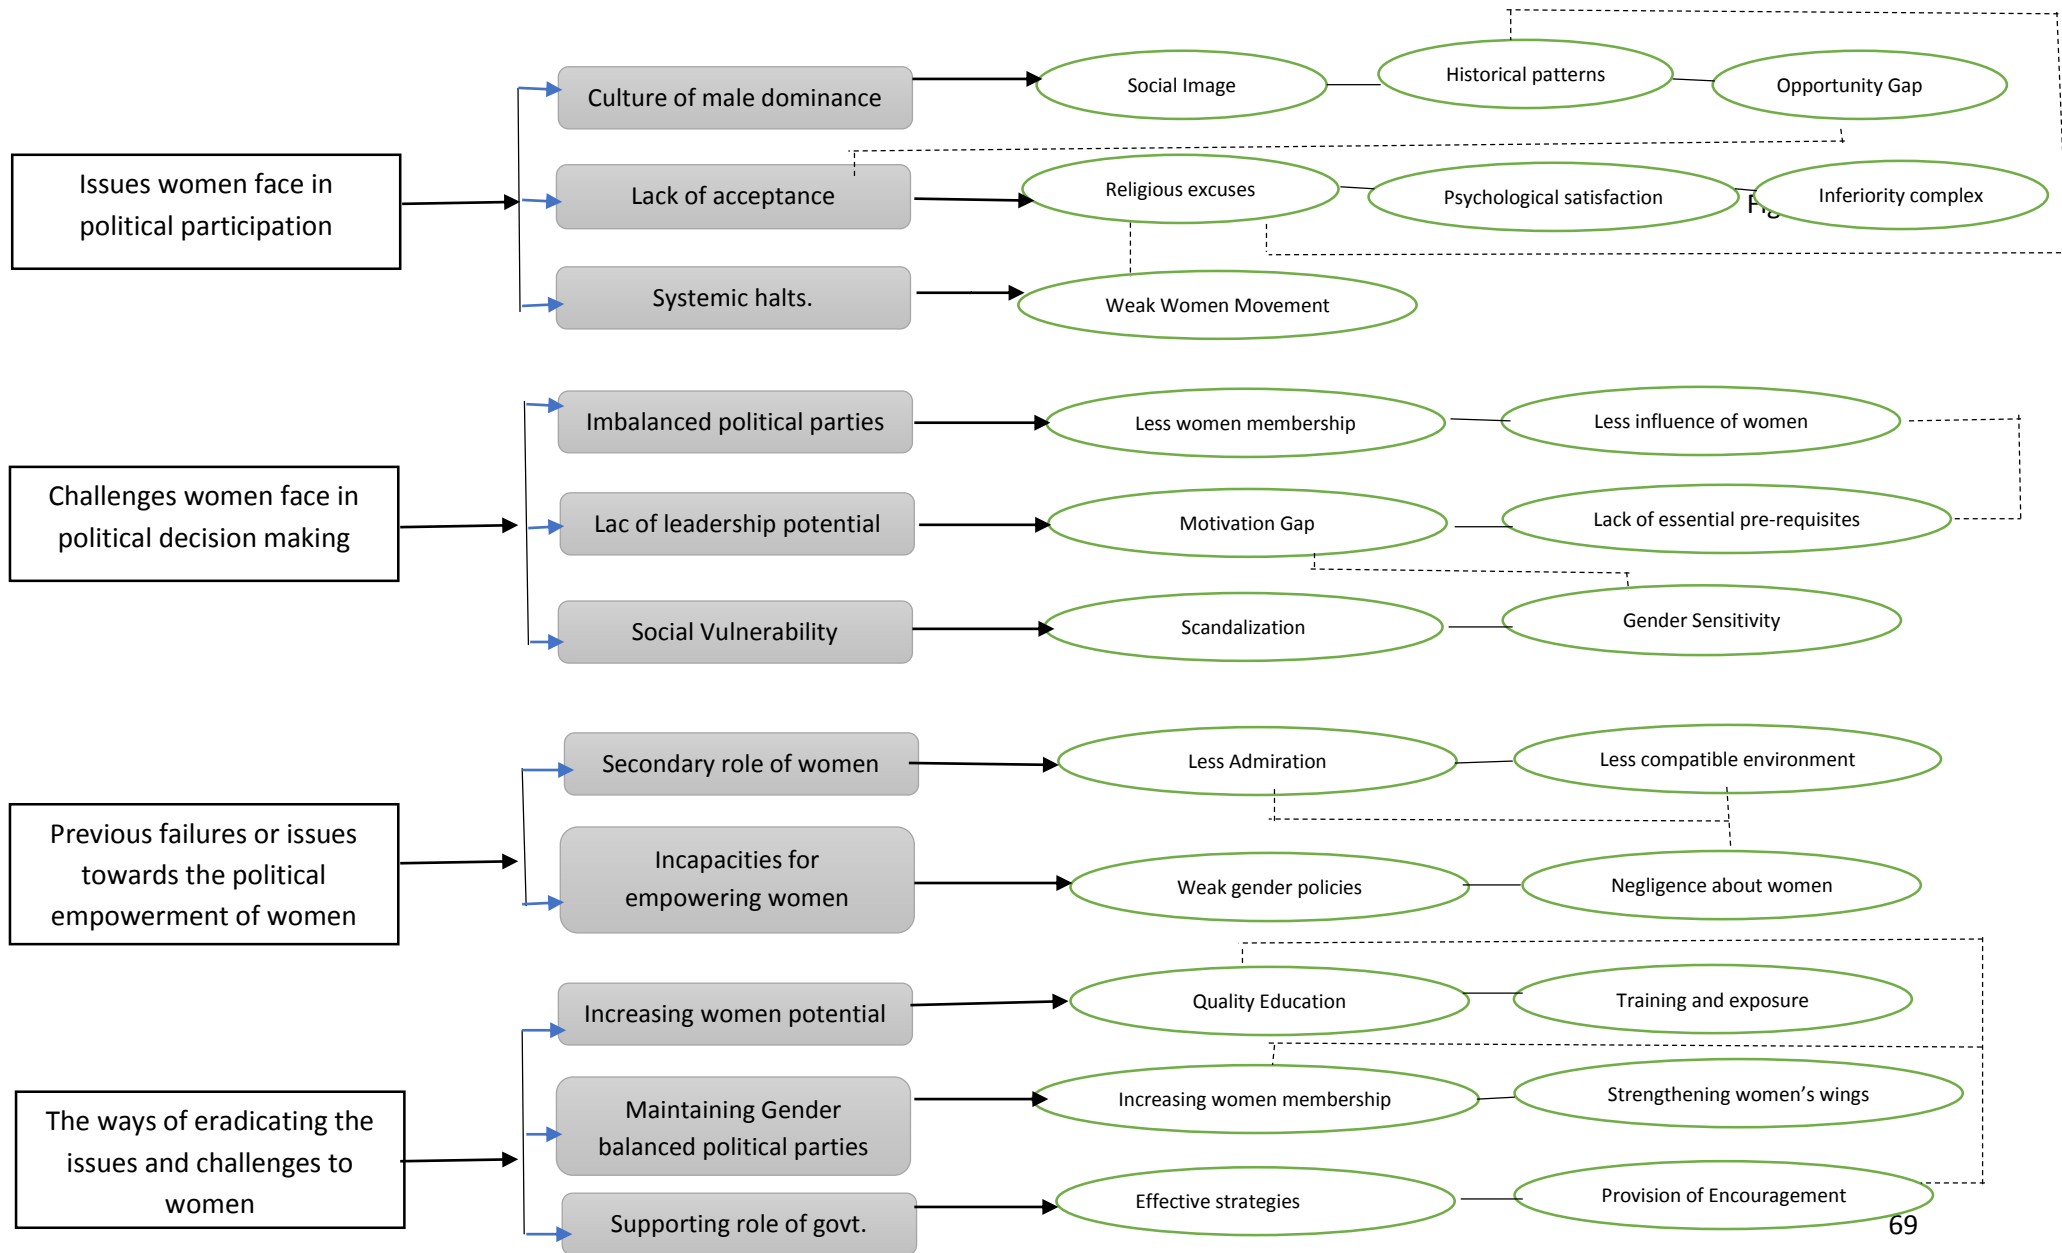 Culture of male dominance
Social Image
Historical patterns
Opportunity Gap
Issues women face in
political participation
Lack of acceptance
Religious excuses
Psychological satisfaction
Inferiority complex
Systemic halts.
Weak Women Movement
Imbalanced political parties
Less women membership
Less influence of women
Challenges women face in
political decision making
Lac of leadership potential
Motivation Gap
Lack of essential pre-requisites
Social Vulnerability
Scandalization
Gender Sensitivity
Secondary role of women
Less Admiration
Less compatible environment
Previous failures or issues
towards the political
empowerment of women
Incapacities for
empowering women
Weak gender policies
Negligence about women
Increasing women potential
Quality Education
Training and exposure
The ways of eradicating the
issues and challenges to
women
Maintaining Gender
balanced political parties
Increasing women membership
Strengthening women's wings
Supporting role of govt.
Effective strategies
Provision of Encouragement
69